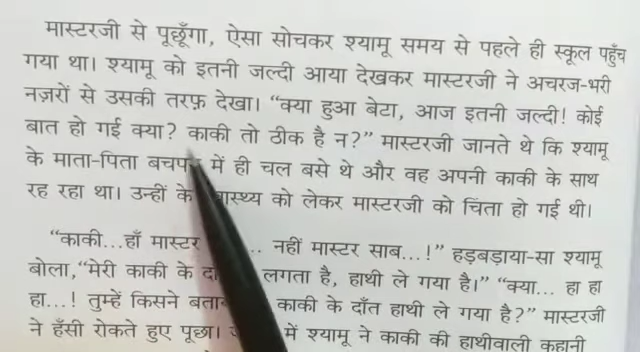 मास्टरजी से पूछूँगा, ऐसा सोचकर श्यामू समय से पहले ही स्कूल पहुँच
गया था। श्यामू को इतनी जल्दी आया देखकर मास्टरजी ने अचरज-भरी
नज़रों से उसकी तरफ़ देखा। “क्या हुआ बेटा, आज इतनी जल्दी! कोई
बात हो गई क्या? काकी तो ठीक है न?” मास्टरजी जानते थे कि श्यामू
के माता-पिता में ही चल बसे थे और वह अपनी काकी के साथ
रह रहा था। उन्हीं के को लेकर मास्टरजी को चिंता हो गई थी।
“काकी...हाँ मास्टर .. नहीं मास्टर साब...!” हड़बड़ाया-सा श्यामू
बोला,“मेरी काकी के लगता है, हाथी ले गया है।” “क्या... हा हा
हा...! तुम्हें किसने काकी के दाँत हाथी ले गया है?” मास्टरजी
ने हँसी रोकते हुए पूछा। में श्यामू ने काकी की हाथीवाली कहानी